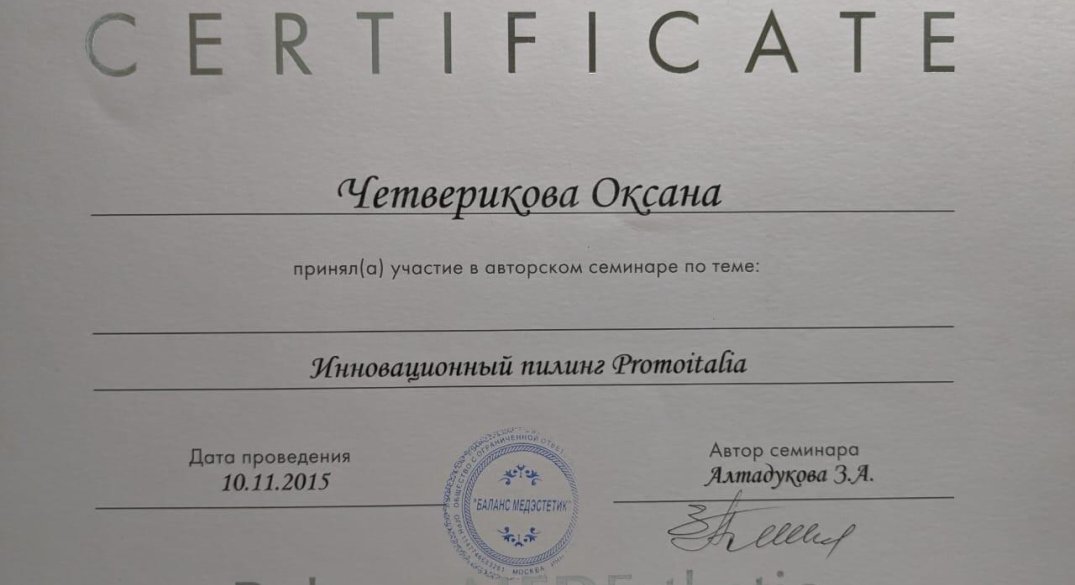 CERTIFICATE
Четверикова Оксана
принял(а) участие в авторском семинаре по теме:
Инновационный пилинг Promoitalia
Дата проведения
10.11.2015
Автор семинара
Алтадукова З.А.
"БАЛАНС МЕДЭСТЕТИК"
МОСКВА